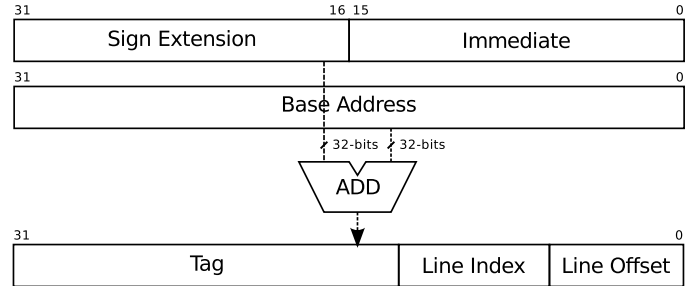 31 16 15 0
Sign Extension Immediate
31 0
Base Address
32-bits 32-bits
ADD
31 0
Tag Line Index Line Offset